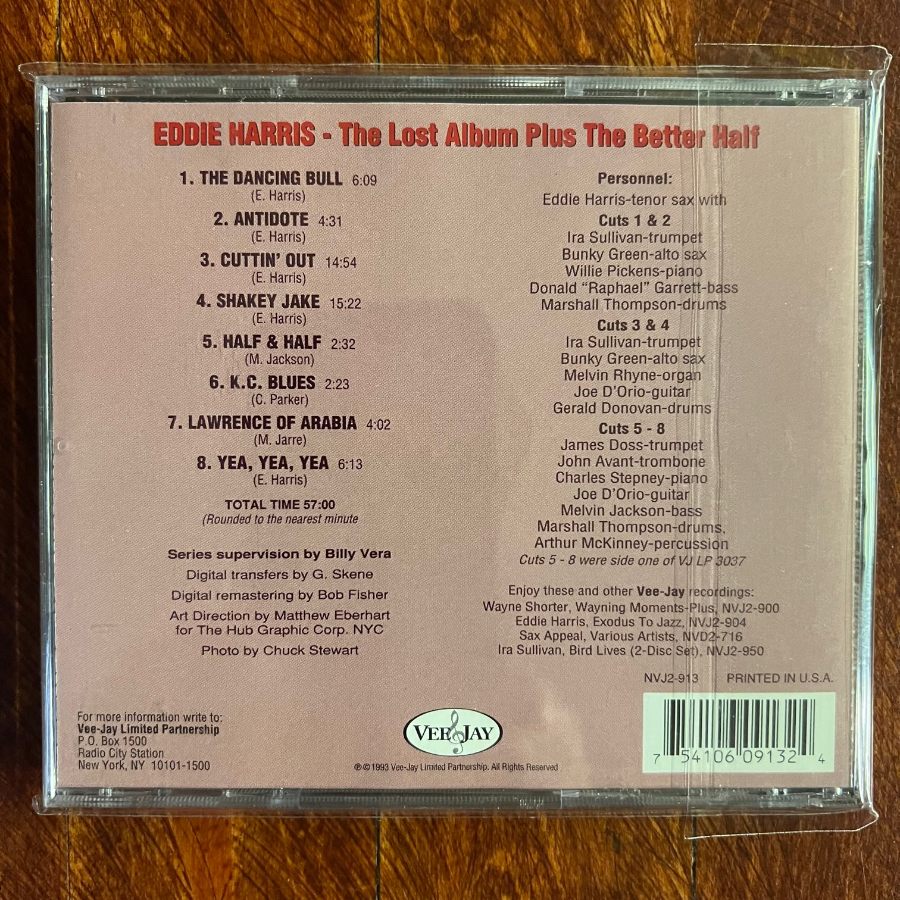 EDDIE HARRIS - The Lost Album Plus The Better Half
1. THE DANCING BULL 6:09
(E. Harris)
2. ANTIDOTE 4:31
(E. Harris)
3. CUTTIN' OUT 14:54
(E. Harris)
4. SHAKEY JAKE 15:22
(E. Harris)
5. HALF & HALF 2:32
(M. Jackson)
6. K.C. BLUES 2:23
(C. Parker)
7. LAWRENCE OF ARABIA 4:02
(M. Jarre)
8. YEA, YEA, YEA 6:13
(E. Harris)
TOTAL TIME 57:00
(Rounded to the nearest minute
Series supervision by Billy Vera
Digital transfers by G. Skene
Digital remastering by Bob Fisher
Art Direction by Matthew Eberhart
for The Hub Graphic Corp. NYC
Photo by Chuck Stewart
Personnel:
Eddie Harris-tenor sax with
Cuts 1 & 2
Ira Sullivan-trumpet
Bunky Green-alto sax
Willie Pickens-piano
Donald "Raphael" Garrett-bass
Marshall Thompson-drums
Cuts 3 & 4
Ira Sullivan-trumpet
Bunky Green-alto sax
Melvin Rhyne-organ
Joe D'Orio-guitar
Gerald Donovan-drums
Cuts 5 - 8
James Doss-trumpet
John Avant-trombone
Charles Stepney-piano
Joe D'Orio-guitar
Melvin Jackson-bass
Marshall Thompson-drums,
Arthur McKinney-percussion
Cuts 5 - 8 were side one of VJ LP 3037
Enjoy these and other Vee-Jay recordings:
Wayne Shorter, Wayning Moments-Plus, NVJ2-900
Eddie Harris, Exodus To Jazz, NVJ2-904
Sax Appeal, Various Artists, NVD2-716
Ira Sullivan, Bird Lives (2-Disc Set), NVJ2-950
NVJ2-913 PRINTED IN U.S.A.
For more information write to:
Vee-Jay Limited Partnership
P.O. Box 1500
Radio City Station
New York, NY 10101-1500
VEE JAY
℗ © 1993 Vee-Jay Limited Partnership. All Rights Reserved
7 54106 09132 4